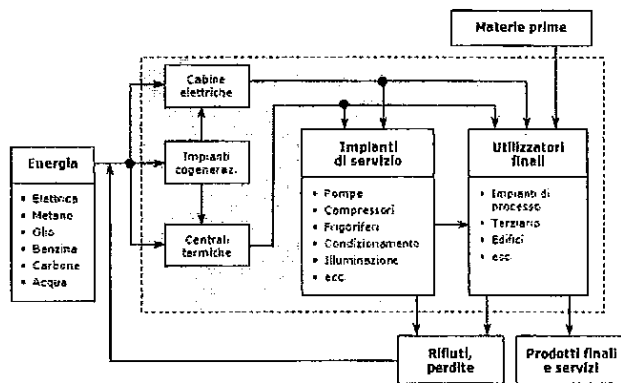 Materie prime
Cabine
elettriche
Impianti
cogeneraz.
Centrali
termiche
Energia
• Elettrica
• Metano
• Olio
• Benzina
• Carbone
• Acqua
Impianti
di servizio
• Pompe
• Compressori
• Frigoriferi
• Condizionamento
• Illuminazione
• ecc.
Utilizzatori
finali
• Impianti di
processo
• Terziario
• Edifici
• ecc.
Rifiuti,
perdite
Prodotti finali
e servizi